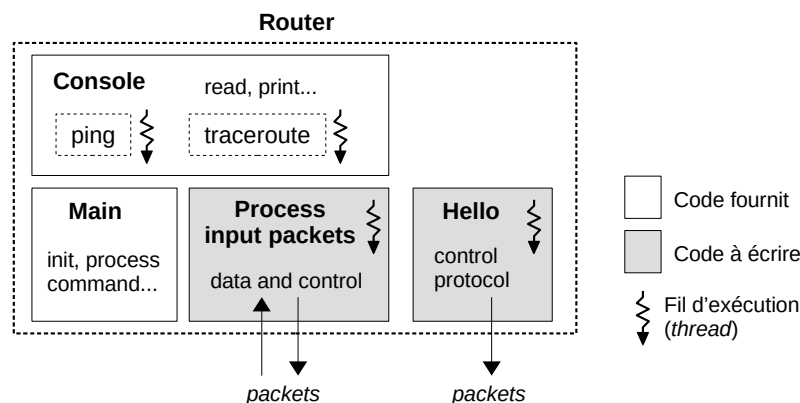 Router
Console
read, print...
ping
traceroute
Main
init, process
command...
Process
input packets
data and control
Hello
control
protocol
packets
packets
Code fournit
Code à écrire
Fil d'exécution
(thread)